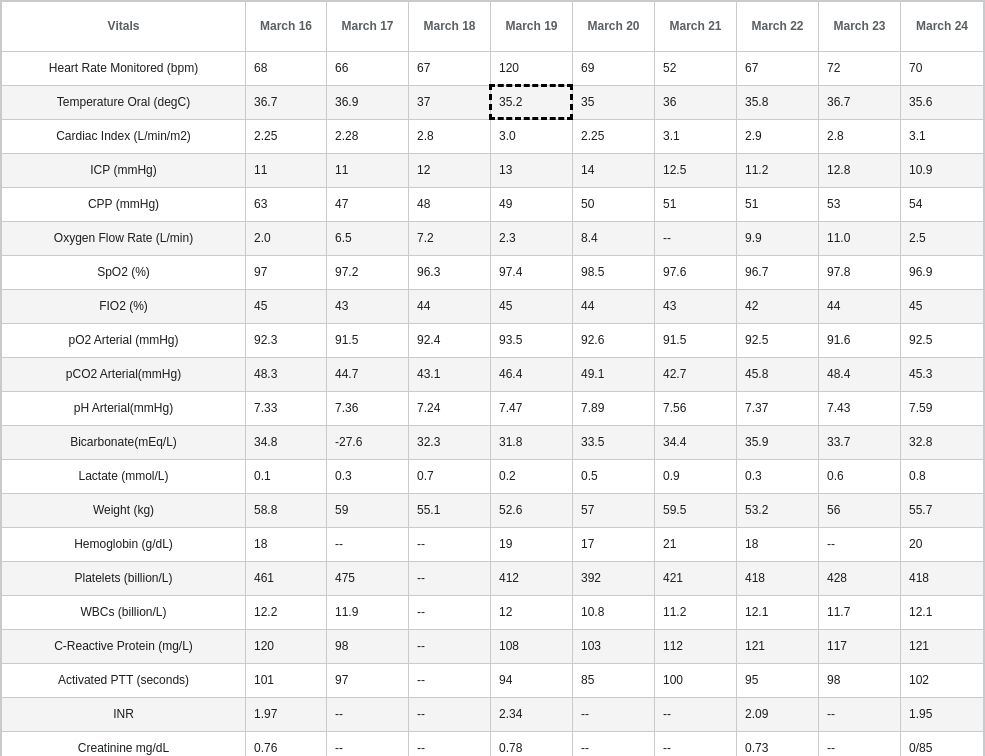 Vitals March 16 March 17 March 18 March 19 March 20 March 21 March 22 March 23 March 24
Heart Rate Monitored (bpm) 68 66 67 120 69 52 67 72 70
Temperature Oral (degC) 36.7 36.9 37 35.2 35 36 35.8 36.7 35.6
Cardiac Index (L/min/m2) 2.25 2.28 2.8 3.0 2.25 3.1 2.9 2.8 3.1
ICP (mmHg) 11 11 12 13 14 12.5 11.2 12.8 10.9
CPP (mmHg) 63 47 48 49 50 51 51 53 54
Oxygen Flow Rate (L/min) 2.0 6.5 7.2 2.3 8.4 -- 9.9 11.0 2.5
SpO2 (%) 97 97.2 96.3 97.4 98.5 97.6 96.7 97.8 96.9
FIO2 (%) 45 43 44 45 44 43 42 44 45
pO2 Arterial (mmHg) 92.3 91.5 92.4 93.5 92.6 91.5 92.5 91.6 92.5
pCO2 Arterial(mmHg) 48.3 44.7 43.1 46.4 49.1 42.7 45.8 48.4 45.3
pH Arterial(mmHg) 7.33 7.36 7.24 7.47 7.89 7.56 7.37 7.43 7.59
Bicarbonate(mEq/L) 34.8 -27.6 32.3 31.8 33.5 34.4 35.9 33.7 32.8
Lactate (mmol/L) 0.1 0.3 0.7 0.2 0.5 0.9 0.3 0.6 0.8
Weight (kg) 58.8 59 55.1 52.6 57 59.5 53.2 56 55.7
Hemoglobin (g/dL) 18 -- -- 19 17 21 18 -- 20
Platelets (billion/L) 461 475 -- 412 392 421 418 428 418
WBCs (billion/L) 12.2 11.9 -- 12 10.8 11.2 12.1 11.7 12.1
C-Reactive Protein (mg/L) 120 98 -- 108 103 112 121 117 121
Activated PTT (seconds) 101 97 -- 94 85 100 95 98 102
INR 1.97 -- -- 2.34 -- -- 2.09 -- 1.95
Creatinine mg/dL 0.76 -- -- 0.78 -- -- 0.73 -- 0/85